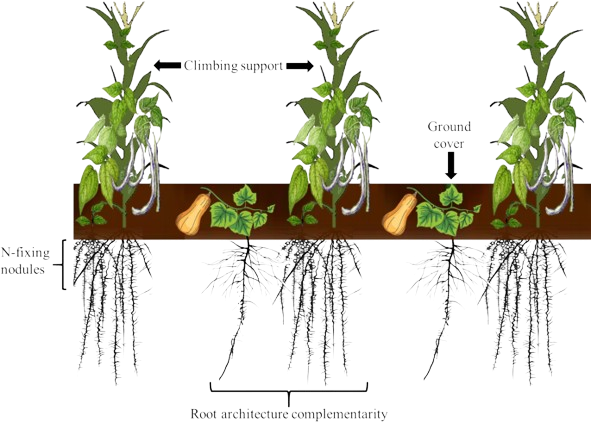 Climbing support
Ground
cover
N-fixing
nodules
Root architecture complementarity